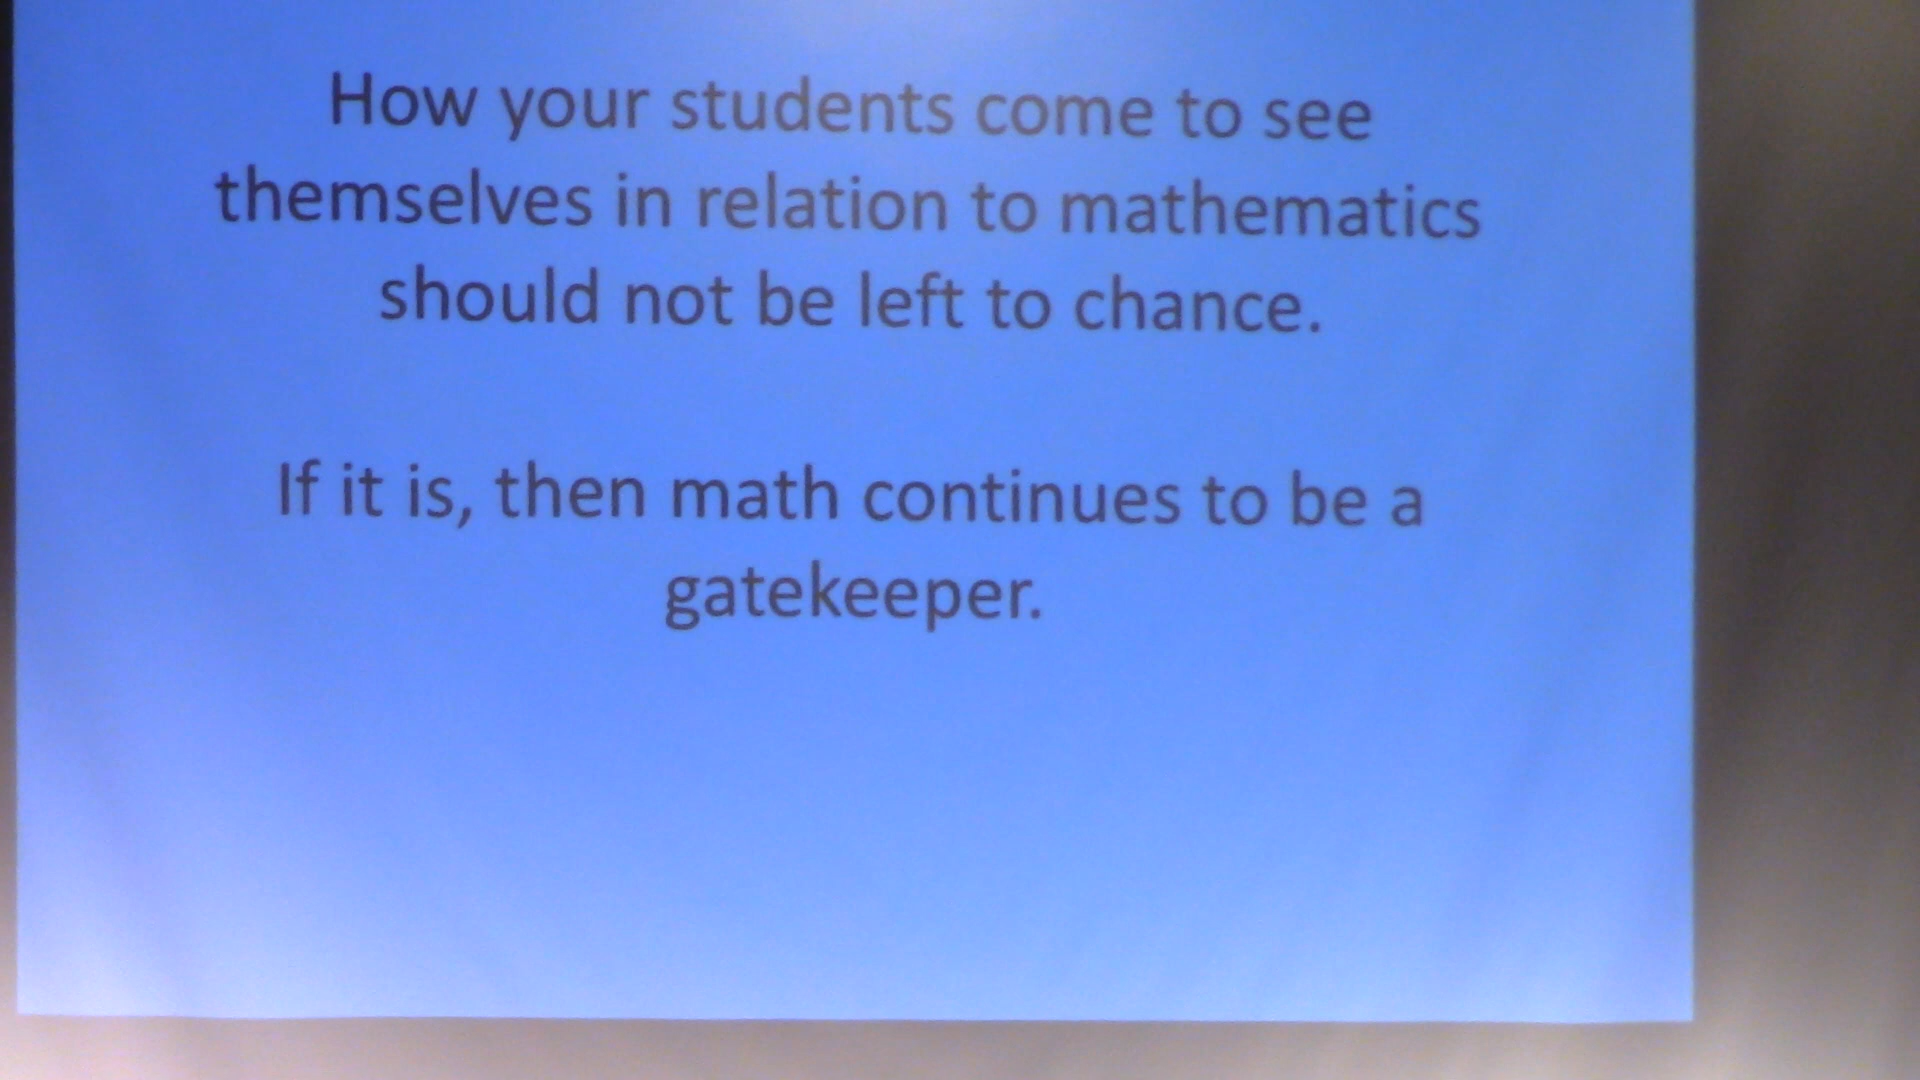 How your students come to see
themselves in relation to mathematics
should not be left to chance.
If it is, then math continues to be a
gatekeeper.